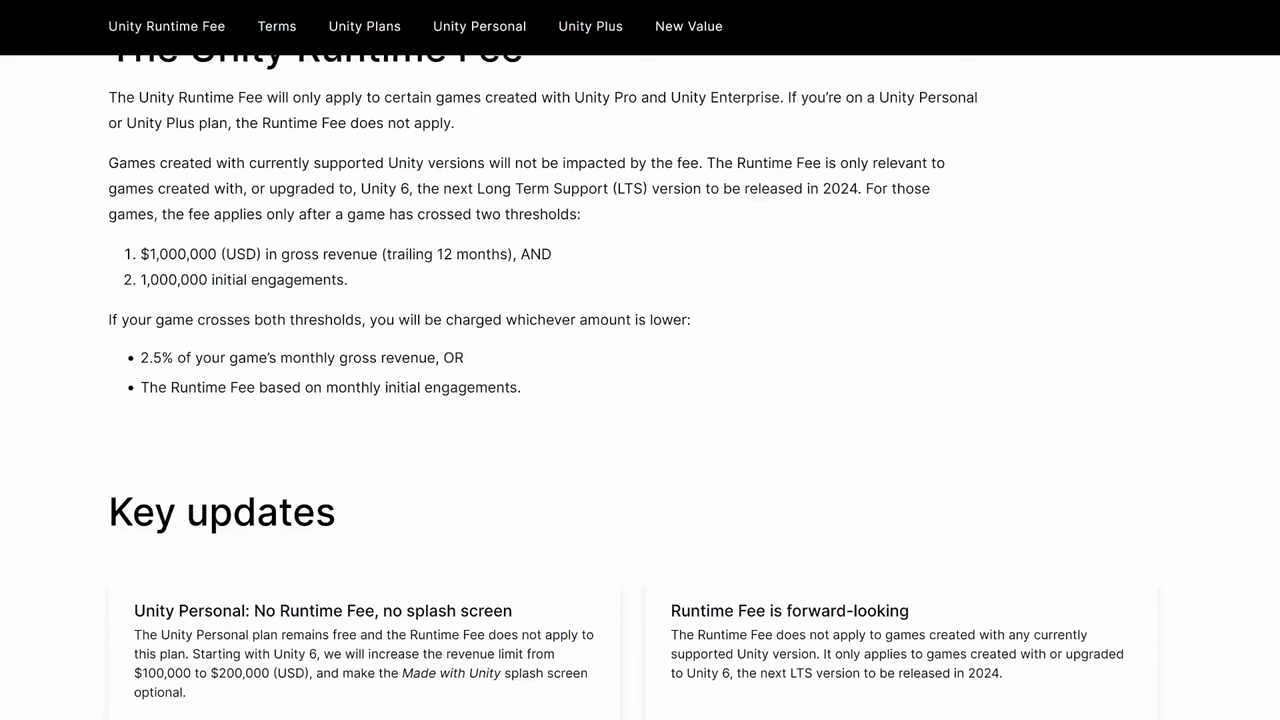 Unity Runtime Fee Terms Unity Plans Unity Personal Unity Plus New Value
The Unity Runtime Fee
The Unity Runtime Fee will only apply to certain games created with Unity Pro and Unity Enterprise. If you’re on a Unity Personal
or Unity Plus plan, the Runtime Fee does not apply.
Games created with currently supported Unity versions will not be impacted by the fee. The Runtime Fee is only relevant to
games created with, or upgraded to, Unity 6, the next Long Term Support (LTS) version to be released in 2024. For those
games, the fee applies only after a game has crossed two thresholds:
1. $1,000,000 (USD) in gross revenue (trailing 12 months), AND
2. 1,000,000 initial engagements.
If your game crosses both thresholds, you will be charged whichever amount is lower:
• 2.5% of your game’s monthly gross revenue, OR
• The Runtime Fee based on monthly initial engagements.
Key updates
Unity Personal: No Runtime Fee, no splash screen
The Unity Personal plan remains free and the Runtime Fee does not apply to
this plan. Starting with Unity 6, we will increase the revenue limit from
$100,000 to $200,000 (USD), and make the Made with Unity splash screen
optional.
Runtime Fee is forward-looking
The Runtime Fee does not apply to games created with any currently
supported Unity version. It only applies to games created with or upgraded
to Unity 6, the next LTS version to be released in 2024.